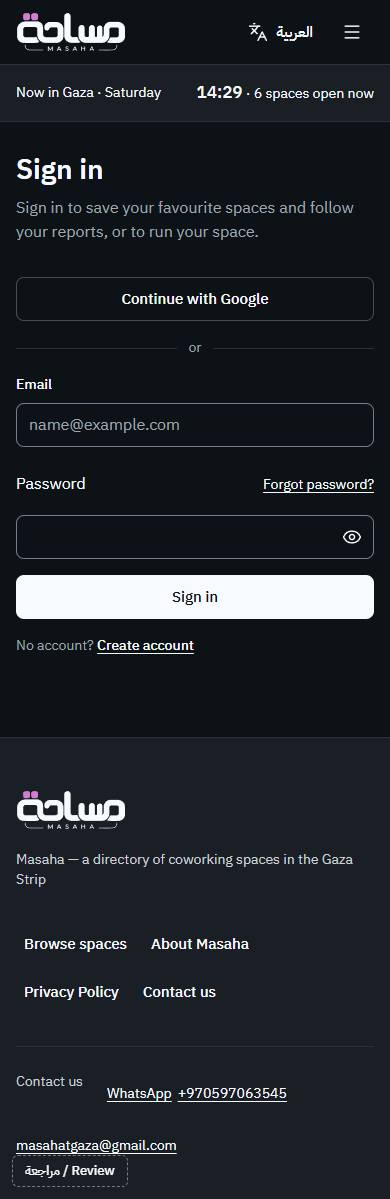 مساحة
MASAHA
العربية
Now in Gaza · Saturday
14:29 · 6 spaces open now
Sign in
Sign in to save your favourite spaces and follow
your reports, or to run your space.
Continue with Google
or
Email
name@example.com
Password
Forgot password?
Sign in
No account? Create account
مساحة
MASAHA
Masaha — a directory of coworking spaces in the Gaza
Strip
Browse spaces
About Masaha
Privacy Policy
Contact us
Contact us
WhatsApp +970597063545
masahatgaza@gmail.com
مراجعة / Review